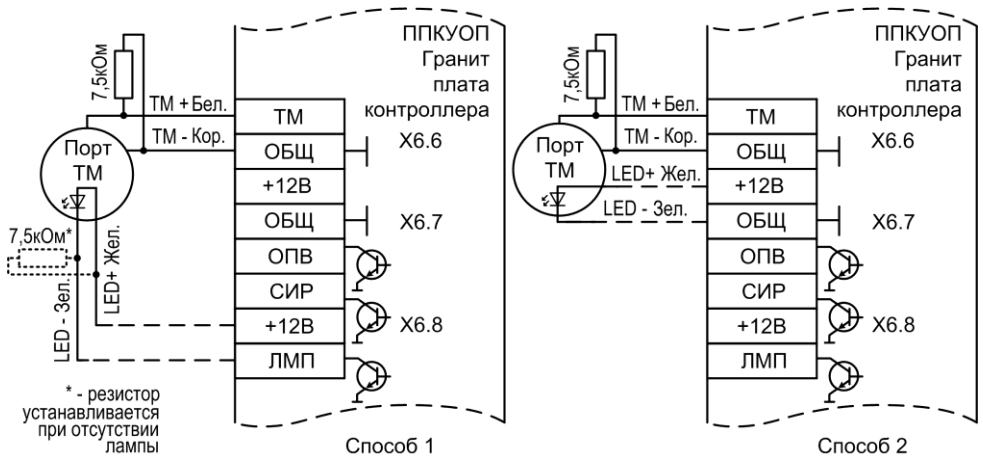 ППКУОП
Гранит
плата
контроллера
7,5кОм
ТМ +Бел.
ТМ - Кор.
Порт
ТМ
7,5кОм*
LED - Зел.
LED+ Жел.
ТМ
ОБЩ
+12В
ОБЩ
ОПВ
СИР
+12В
ЛМП
X6.6
X6.7
X6.8
* - резистор
устанавливается
при отсутствии
лампы
Способ 1
ППКУОП
Гранит
плата
контроллера
7,5кОм
ТМ +Бел.
ТМ - Кор.
Порт
ТМ
LED+ Жел.
LED - Зел.
ТМ
ОБЩ
+12В
ОБЩ
ОПВ
СИР
+12В
ЛМП
X6.6
X6.7
X6.8
Способ 2